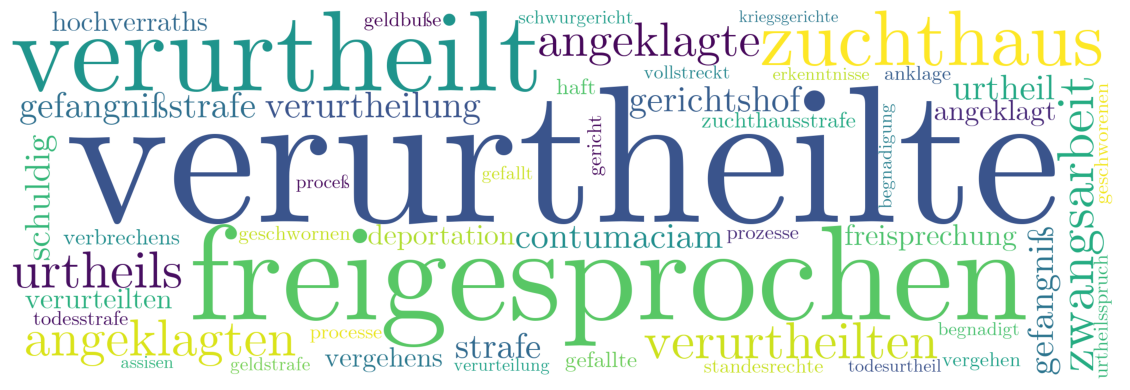 hochverraths
geldbuße
schwurgericht
kriegsgerichte
verurtheilt
angeklagte
zuchthaus
vollstreckt
erkenntnisse
anklage
haft
urtheil
gefangnißstrafe
verurtheilung
gerichtshof
angeklagt
zuchthausstrafe
begnadigung
zwangsarbeit
geschworenen
schuldig
verurtheilte
gericht
proceß
gefallt
verbrechens
geschwornen
deportation
contumaciam
prozesse
freisprechung
urtheils
freigesprochen
gefangniß
urtheilsspruch
verurteilten
todesstrafe
angeklagten
processe
strafe
verurtheilten
begnadigt
assisen
geldstrafe
vergehens
verurteilung
gefallte
standesrechte
todesurtheil
vergehen